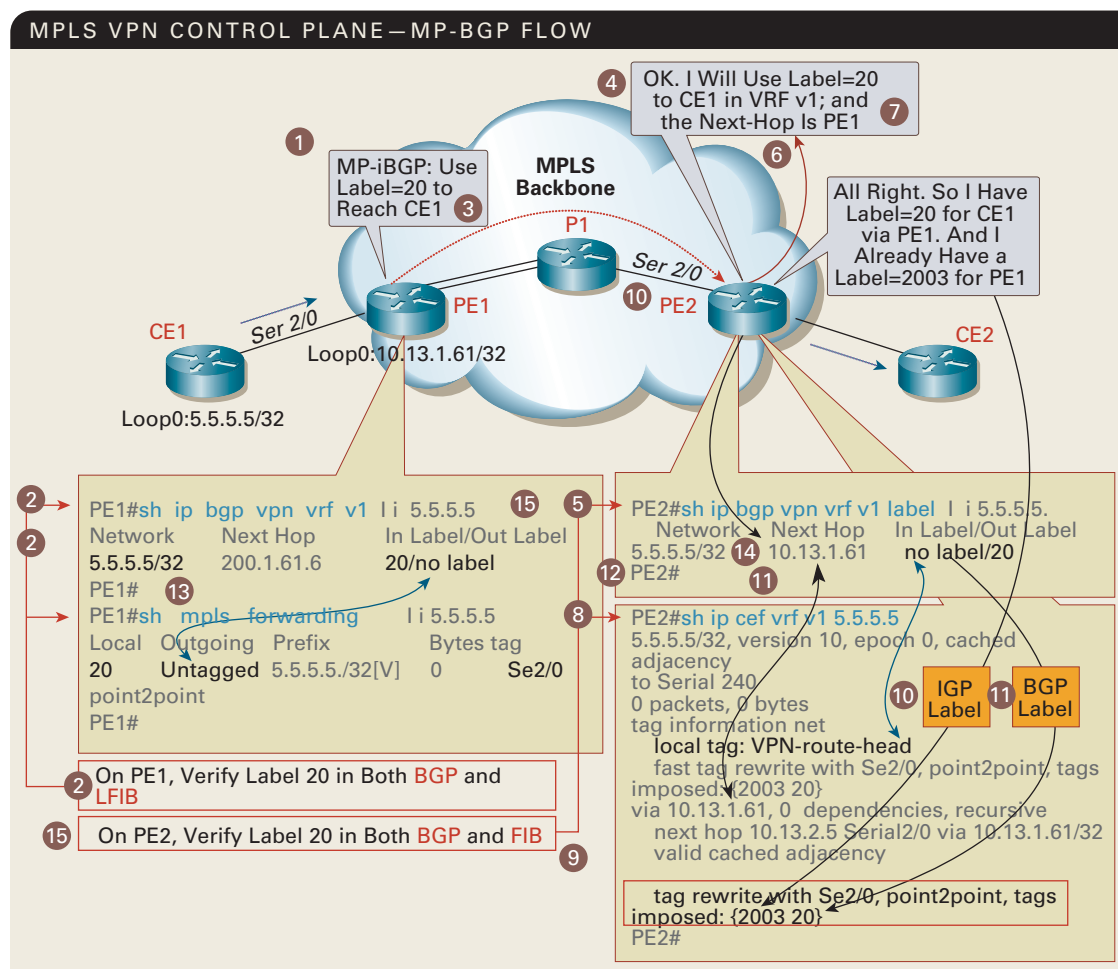 MPLS VPN CONTROL PLANE—MP-BGP FLOW
4
OK. I Will Use Label=20
to CE1 in VRF v1; and
the Next-Hop Is PE1
7
1
6
MP-iBGP: Use
Label=20 to
Reach CE1
3
MPLS
Backbone
All Right. So I Have
Label=20 for CE1
via PE1. And I
Already Have a
Label=2003 for PE1
P1
Ser 2/0
10
PE1
PE2
CE1
Ser 2/0
Loop0:10.13.1.61/32
CE2
Loop0:5.5.5.5/32
2
PE1#sh ip bgp vpn vrf v1 l i 5.5.5.5
15
2
Network Next Hop In Label/Out Label
5.5.5.5/32 200.1.61.6 20/no label
PE1#
13
PE1#sh mpls forwarding l i 5.5.5.5
Local Outgoing Prefix Bytes tag
20 Untagged 5.5.5.5./32[V] 0 Se2/0
point2point
PE1#
2
On PE1, Verify Label 20 in Both BGP and
LFIB
15
On PE2, Verify Label 20 in Both BGP and FIB
9
5
PE2#sh ip bgp vpn vrf v1 label l i 5.5.5.5.
Network Next Hop In Label/Out Label
5.5.5.5/32 14 10.13.1.61 no label/20
12
PE2#
11
8
PE2#sh ip cef vrf v1 5.5.5.5
5.5.5.5/32, version 10, epoch 0, cached
adjacency
to Serial 240
0 packets, 0 bytes
tag information net
local tag: VPN-route-head
fast tag rewrite with Se2/0, point2point, tags
imposed: {2003 20}
via 10.13.1.61, 0 dependencies, recursive
next hop 10.13.2.5 Serial2/0 via 10.13.1.61/32
valid cached adjacency
tag rewrite with Se2/0, point2point, tags
imposed: {2003 20}
PE2#
10
IGP
Label
11
BGP
Label